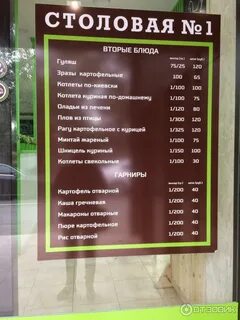 СТОЛОВАЯ №1
ВТОРЫЕ БЛЮДА
Гуляш 75/25 120
Зразы картофельные 100 65
Котлеты по-киевски 1/100 100
Котлета куриная по-домашнему 1/100 75
Оладьи из печени 1/120 80
Плов из птицы 1/300 120
Рагу картофельное с курицей 1/325 120
Минтай жареный 1/100 75
Шницель куриный 1/150 100
Котлеты свекольные 1/100 30
ГАРНИРЫ
Картофель отварной 1/200 40
Каша гречневая 1/200 40
Макароны отварные 1/200 40
Пюре картофельное 1/200 40
Рис отварной 1/200 40
ОТЗОВИК